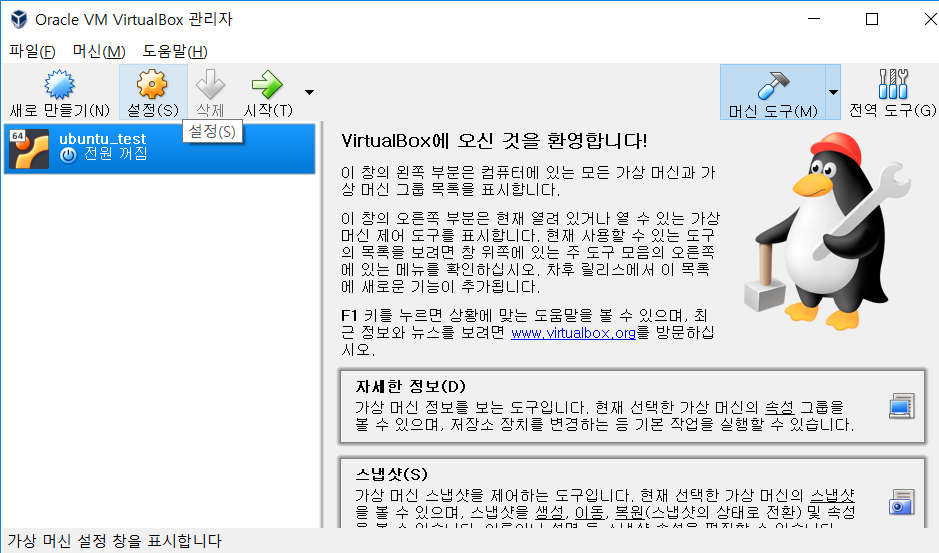 Oracle VM VirtualBox 관리자
파일(F) 머신(M) 도움말(H)
새로 만들기(N) 설정(S) 삭제 시작(T) 머신 도구(M) 전역 도구(G)
설정(S)
64
ubuntu_test
전원 꺼짐
VirtualBox에 오신 것을 환영합니다!
이 창의 왼쪽 부분은 컴퓨터에 있는 모든 가상 머신과 가
상 머신 그룹 목록을 표시합니다.
이 창의 오른쪽 부분은 현재 열려 있거나 열 수 있는 가상
머신 제어 도구를 표시합니다. 현재 사용할 수 있는 도구
의 목록을 보려면 창 위쪽에 있는 주 도구 모음의 오른쪽
에 있는 메뉴를 확인하십시오. 차후 릴리스에서 이 목록
에 새로운 기능이 추가됩니다.
F1 키를 누르면 상황에 맞는 도움말을 볼 수 있으며, 최
근 정보와 뉴스를 보려면 www.virtualbox.org를 방문하십
시오.
자세한 정보(D)
가상 머신 정보를 보는 도구입니다. 현재 선택한 가상 머신의 속성 그룹을
볼 수 있으며, 저장소 장치를 변경하는 등 기본 작업을 실행할 수 있습니다.
스냅샷(S)
가상 머신 스냅샷을 제어하는 도구입니다. 현재 선택한 가상 머신의 스냅샷
을 볼 수 있으며, 스냅샷을 생성, 이동, 복원(스냅샷의 상태로 전환) 및 속성
가상 머신 설정 창을 표시합니다